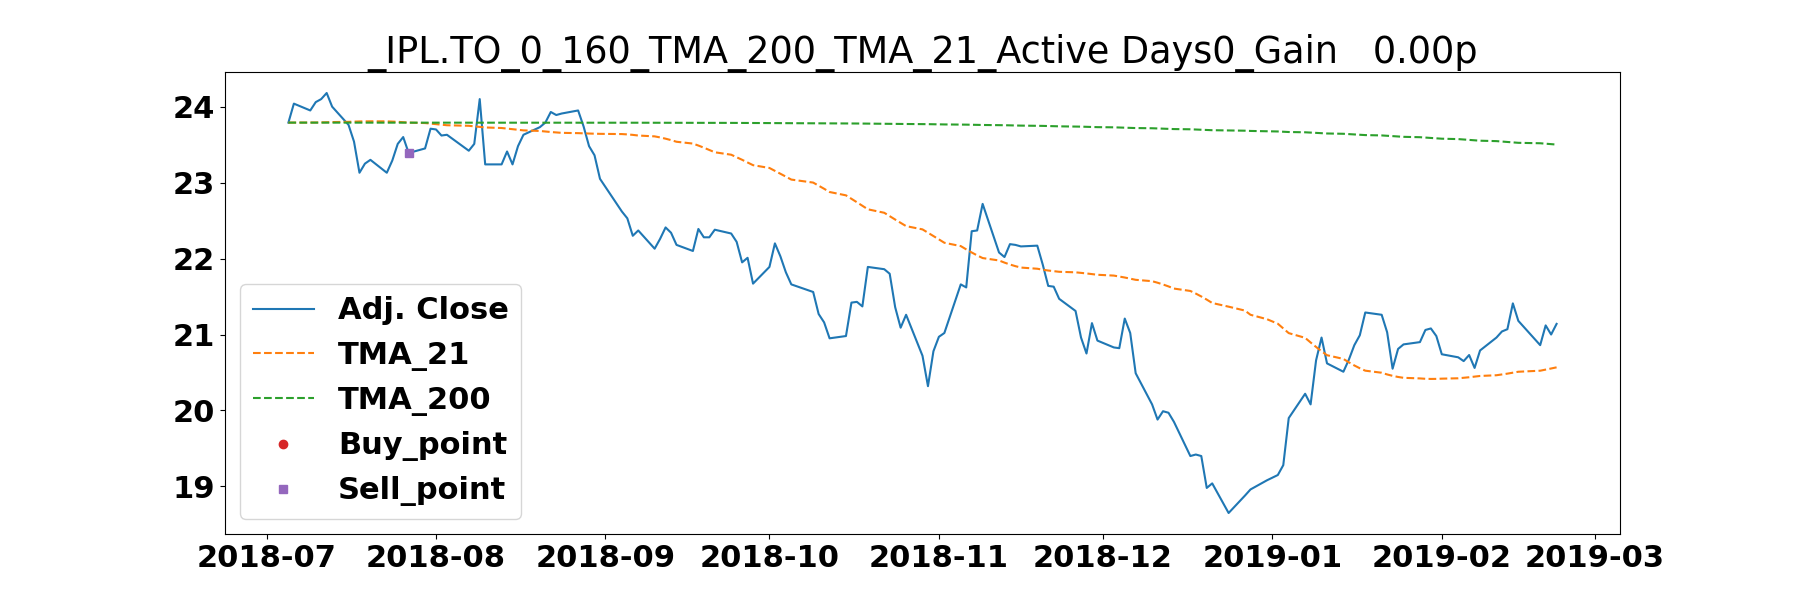 _IPL.TO_0_160_TMA_200_TMA_21_Active Days0_Gain   0.00p
24
23
22
21
20
19
Adj. Close
TMA_21
TMA_200
Buy_point
Sell_point
2018-07 2018-08 2018-09 2018-10 2018-11 2018-12 2019-01 2019-02 2019-03